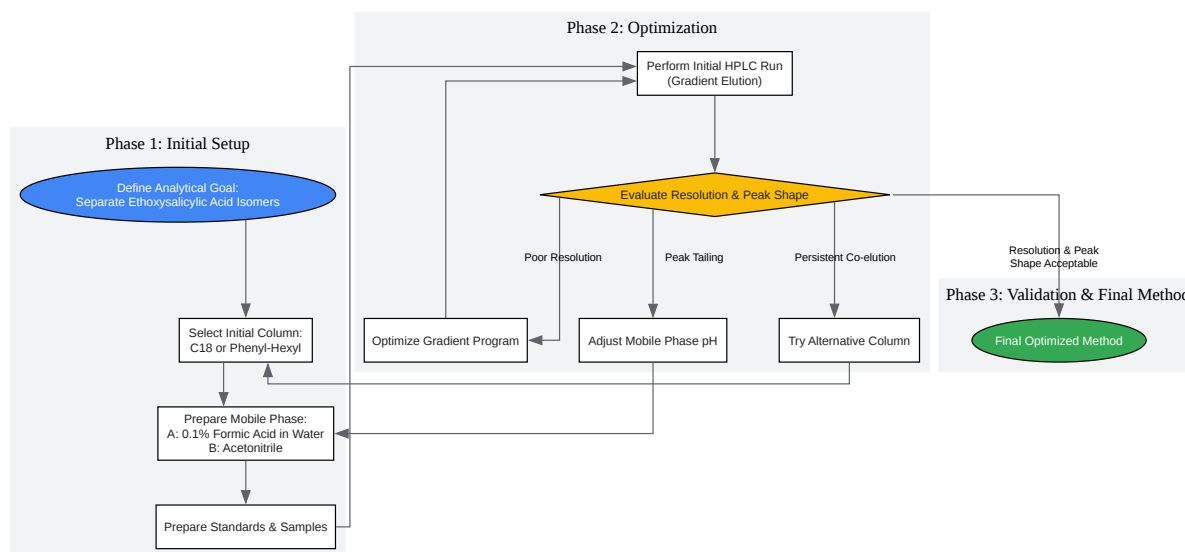 Phase 2: Optimization
Perform Initial HPLC Run
(Gradient Elution)
Phase 1: Initial Setup
Define Analytical Goal:
Separate Ethoxysalicylic Acid Isomers
Evaluate Resolution & Peak Shape
Poor Resolution
Peak Tailing
Persistent Co-elution
Resolution & Peak
Shape Acceptable
Phase 3: Validation & Final Method
Select Initial Column:
C18 or Phenyl-Hexyl
Optimize Gradient Program
Adjust Mobile Phase pH
Try Alternative Column
Final Optimized Method
Prepare Mobile Phase:
A: 0.1% Formic Acid in Water
B: Acetonitrile
Prepare Standards & Samples